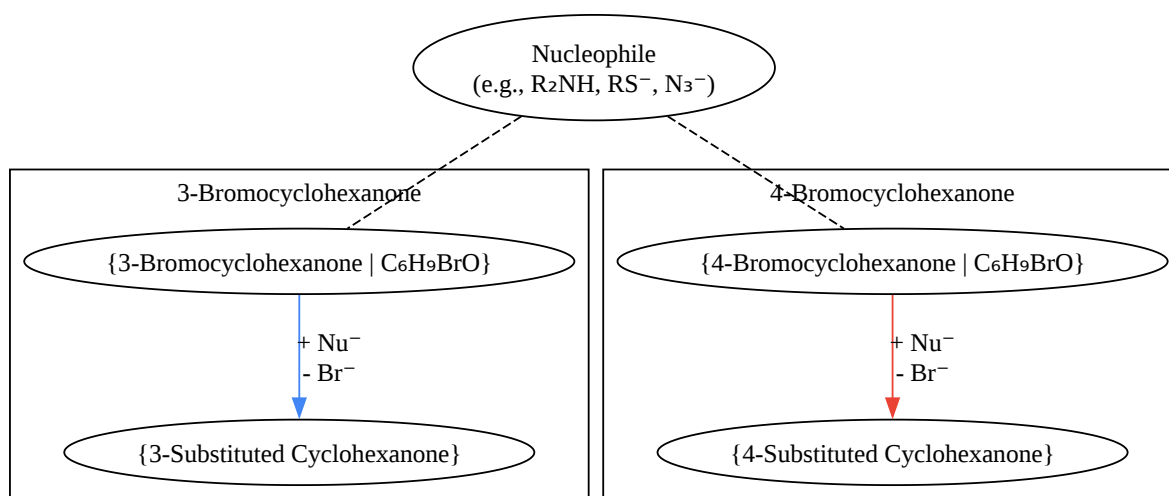 Nucleophile
(e.g., R₂NH, RS⁻, N₃⁻)
3-Bromocyclohexanone
4-Bromocyclohexanone
{3-Bromocyclohexanone | C₆H₉BrO}
{4-Bromocyclohexanone | C₆H₉BrO}
+ Nu⁻
- Br⁻
+ Nu⁻
- Br⁻
{3-Substituted Cyclohexanone}
{4-Substituted Cyclohexanone}